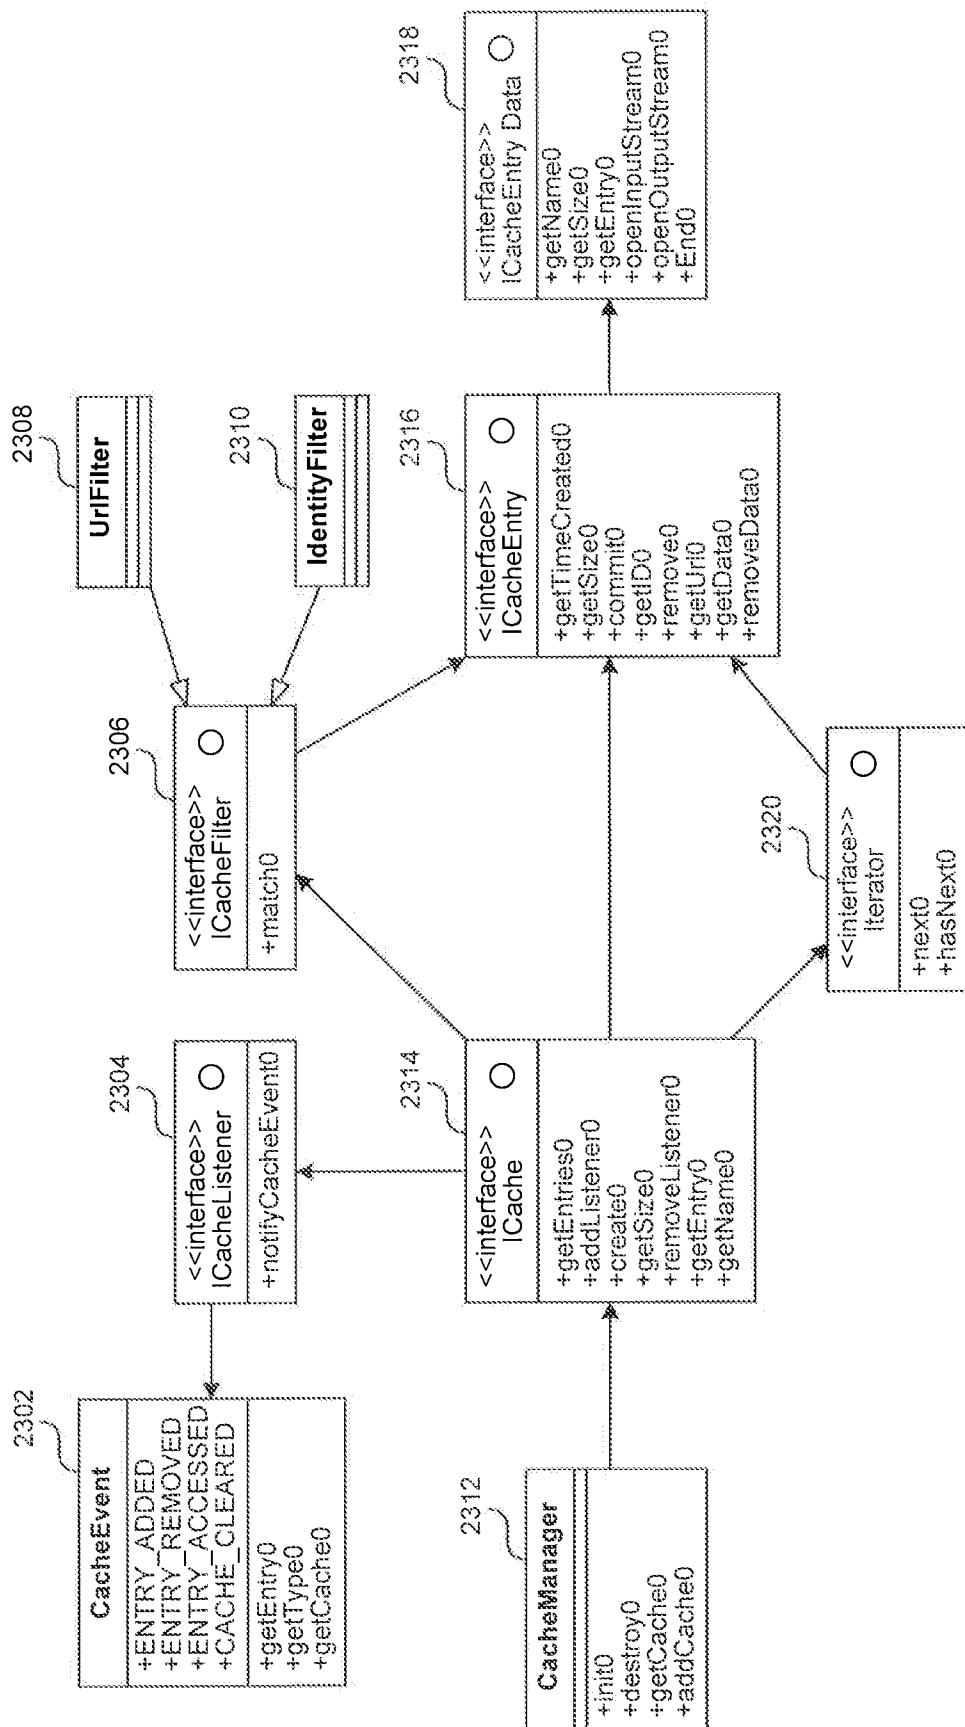 2302
CacheEvent
+ENTRY_ADDED
+ENTRY_REMOVED
+ENTRY_ACCESSED
+CACHE_CLEARED
+getEntry0
+getType0
+getCache0
2304
<<interface>>
ICacheListener
+notifyCacheEvent0
2306
<<interface>>
ICacheFilter
+match0
2308
UrlFilter
2310
IdentityFilter
2312
CacheManager
+init0
+destroy0
+getCache0
+addCache0
2314
<<interface>>
ICache
+getEntries0
+addListener0
+create0
+getSize0
+removeListener0
+getEntry0
+getName0
2316
<<interface>>
ICacheEntry
+getTimeCreated0
+getSize0
+commit0
+getID0
+remove0
+getUrl0
+getData0
+removeData0
2318
<<interface>>
ICacheEntry Data
+getName0
+getSize0
+getEntry0
+openInputStream0
+openOutputStream0
+End0
2320
<<interface>>
Iterator
+next0
+hasNext0